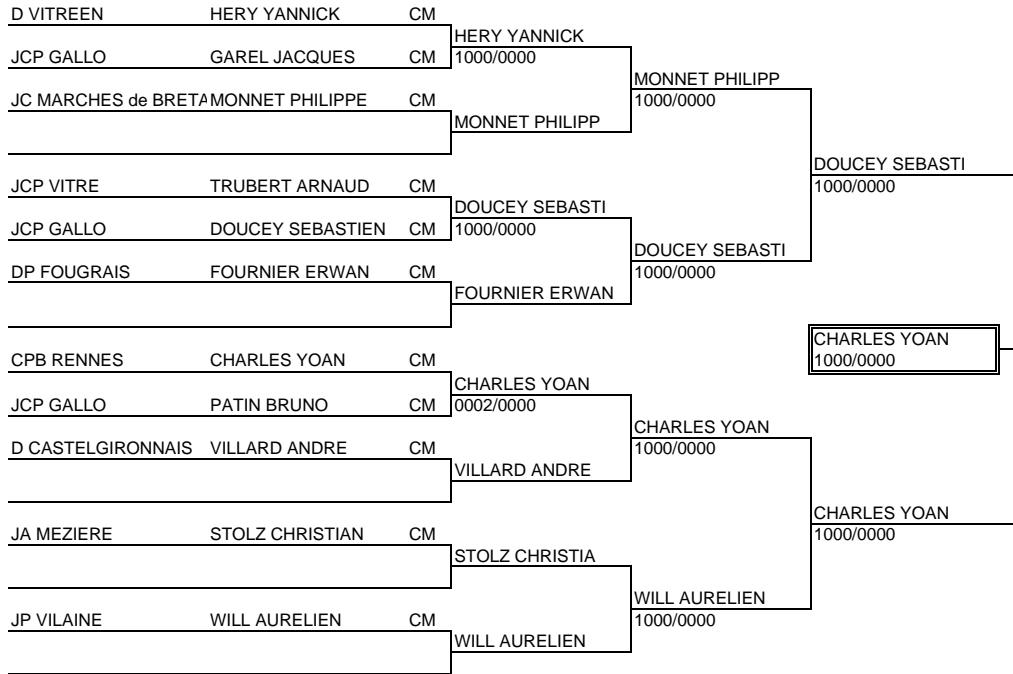 D VITREEN HERY YANNICK CM
HERY YANNICK
JCP GALLO GAREL JACQUES CM 1000/0000
MONNET PHILIPP
JC MARCHES de BRETA MONNET PHILIPPE CM 1000/0000
MONNET PHILIPP
DOUCEY SEBASTI
JCP VITRE TRUBERT ARNAUD CM 1000/0000
DOUCEY SEBASTI
JCP GALLO DOUCEY SEBASTIEN CM 1000/0000
DOUCEY SEBASTI
DP FOUGRAIS FOURNIER ERWAN CM 1000/0000
FOURNIER ERWAN
CHARLES YOAN
CPB RENNES CHARLES YOAN CM 1000/0000
CHARLES YOAN
JCP GALLO PATIN BRUNO CM 0002/0000
CHARLES YOAN
D CASTELGIRONNAIS VILLARD ANDRE CM 1000/0000
VILLARD ANDRE
CHARLES YOAN
JA MEZIERE STOLZ CHRISTIAN CM 1000/0000
STOLZ CHRISTIA
WILL AURELIEN
JP VILAINE WILL AURELIEN CM 1000/0000
WILL AURELIEN